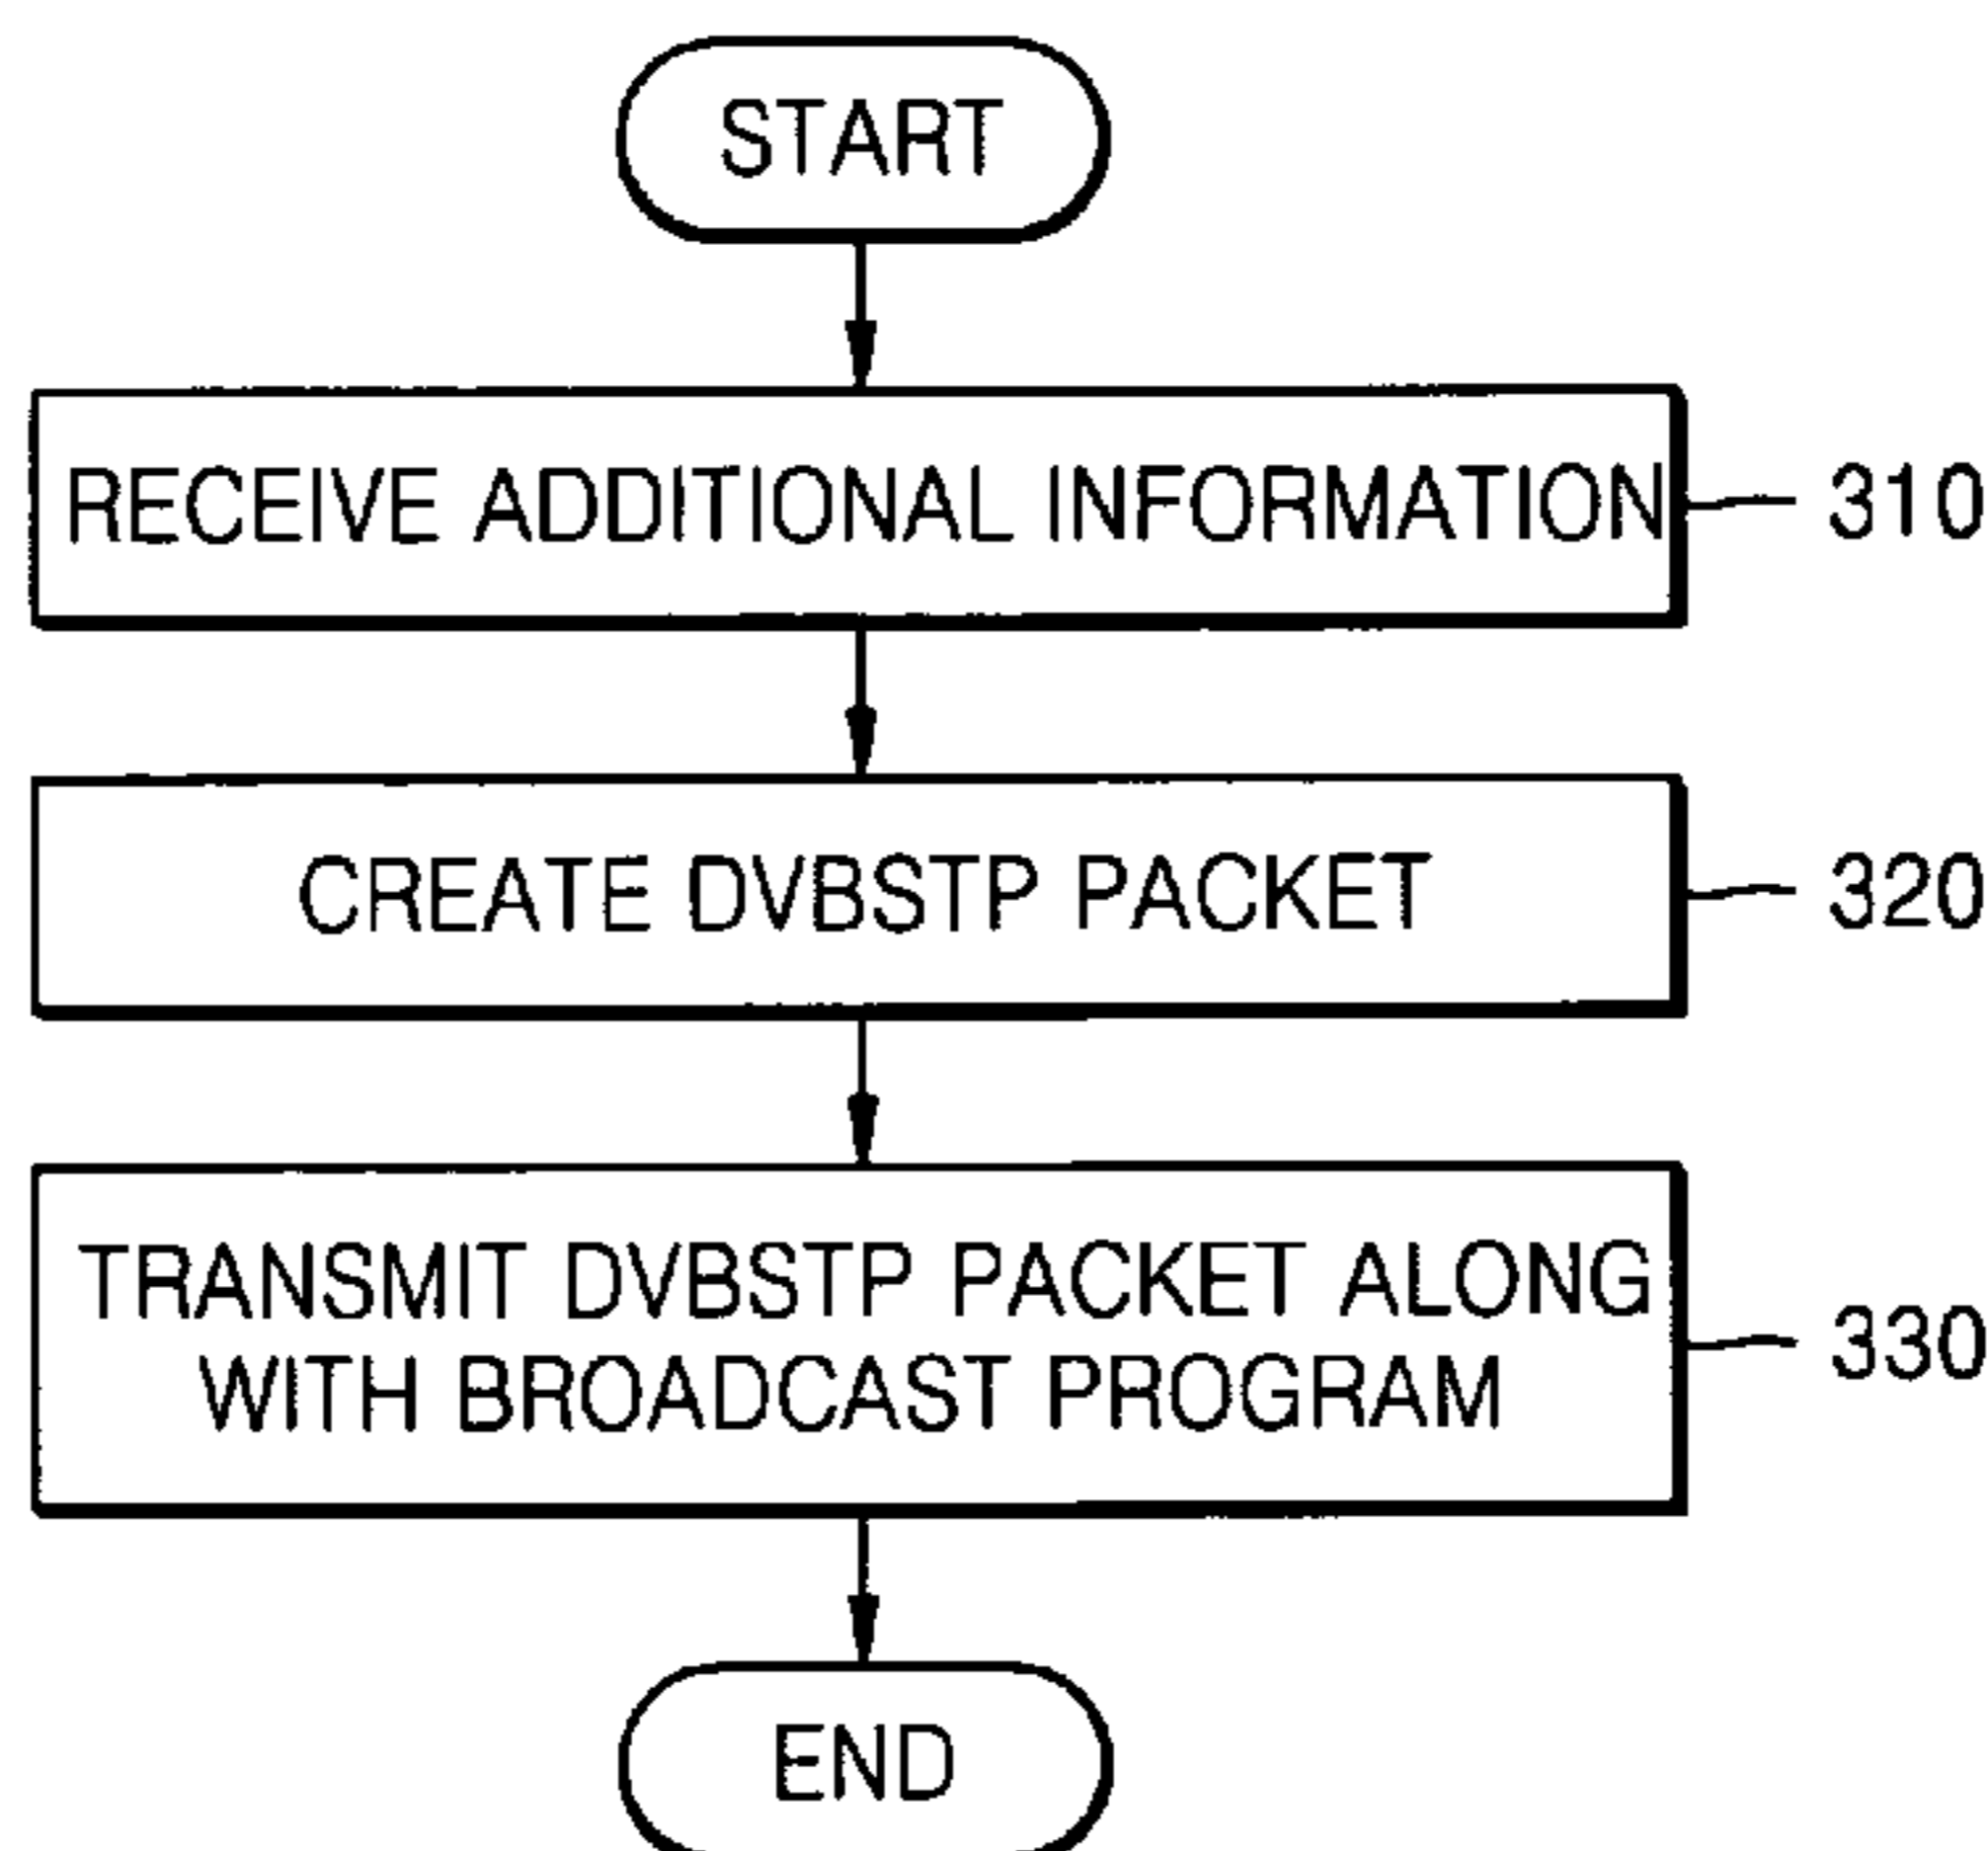 START
RECEIVE ADDITIONAL INFORMATION
310
CREATE DVBSTP PACKET
320
TRANSMIT DVBSTP PACKET ALONG
WITH BROADCAST PROGRAM
330
END